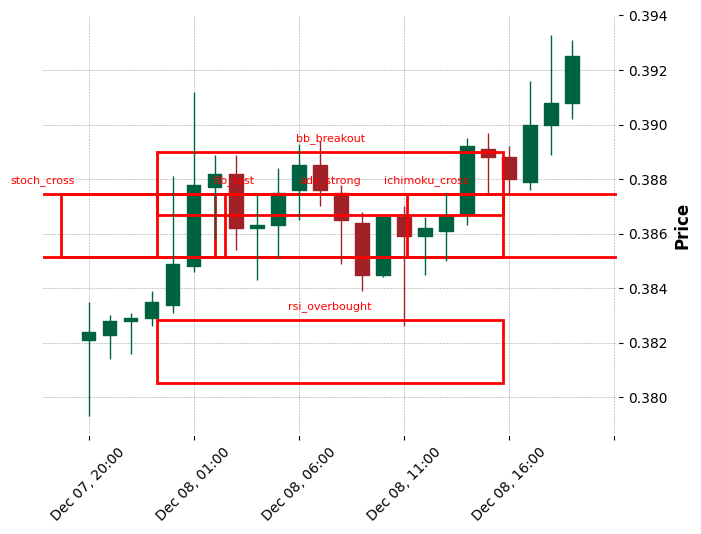 0.394
0.392
bb_breakout
0.390
stoch_cross
ichimoku_cross
0.388
Price
0.386
0.384
rsi_overbought
0.382
0.380
Dec 07, 20:00
Dec 08, 01:00
Dec 08, 06:00
Dec 08, 11:00
Dec 08, 16:00